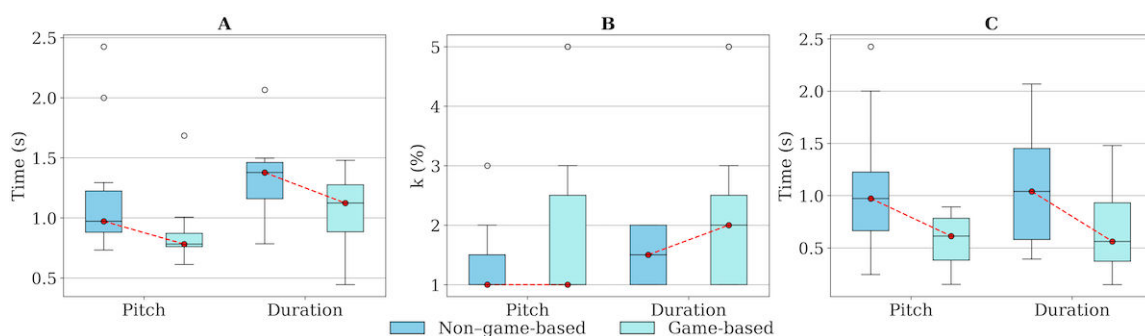 A
B
C
Time (s)
2.5
2.0
1.5
1.0
0.5
Pitch
Duration
k (%)
5
4
3
2
1
Pitch
Duration
Time (s)
2.5
2.0
1.5
1.0
0.5
Pitch
Duration
Non–game-based
Game-based